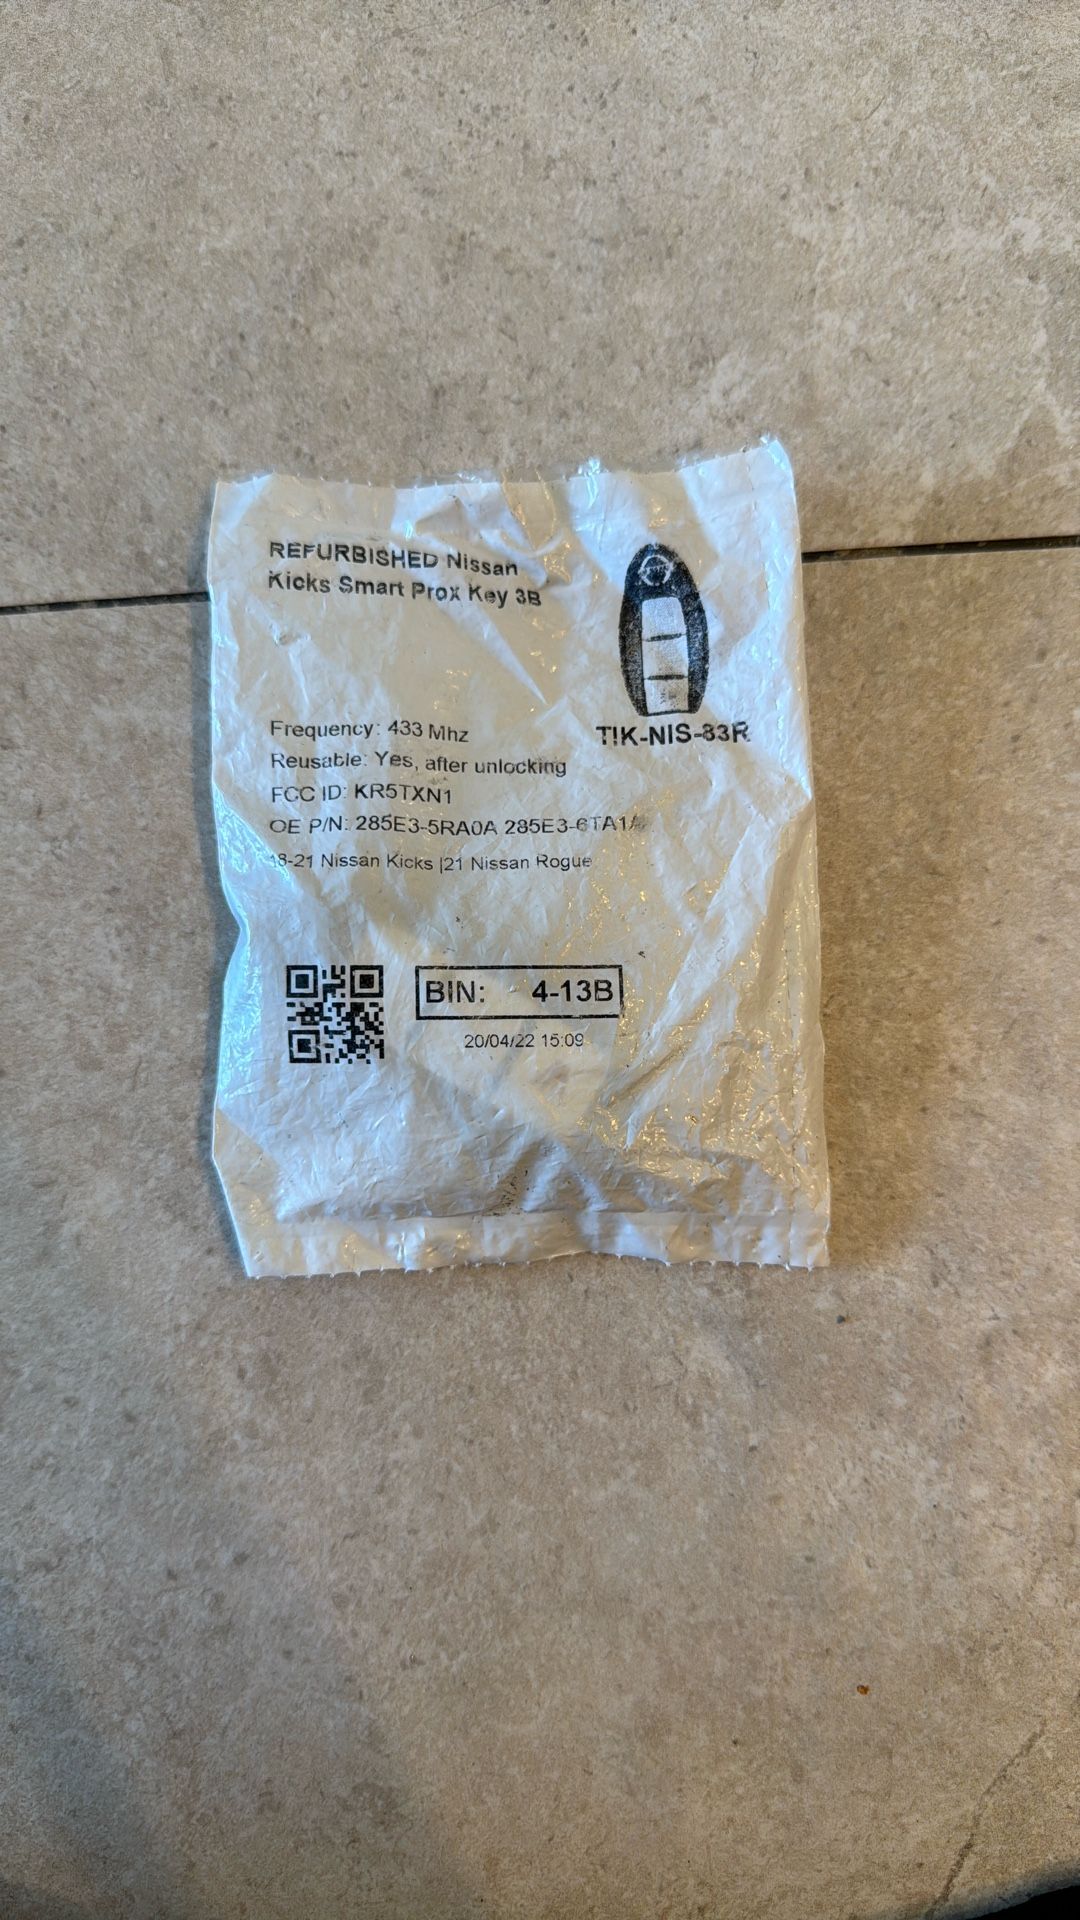 REFURBISHED Nissan
Kicks Smart Prox Key 3B
TIK-NIS-83R
Frequency: 433 Mhz
Reusable: Yes, after unlocking
FCC ID: KR5TXN1
OE P/N: 285E3-5RA0A 285E3-6TA1A
18-21 Nissan Kicks |21 Nissan Rogue
BIN: 4-13B
20/04/22 15:09